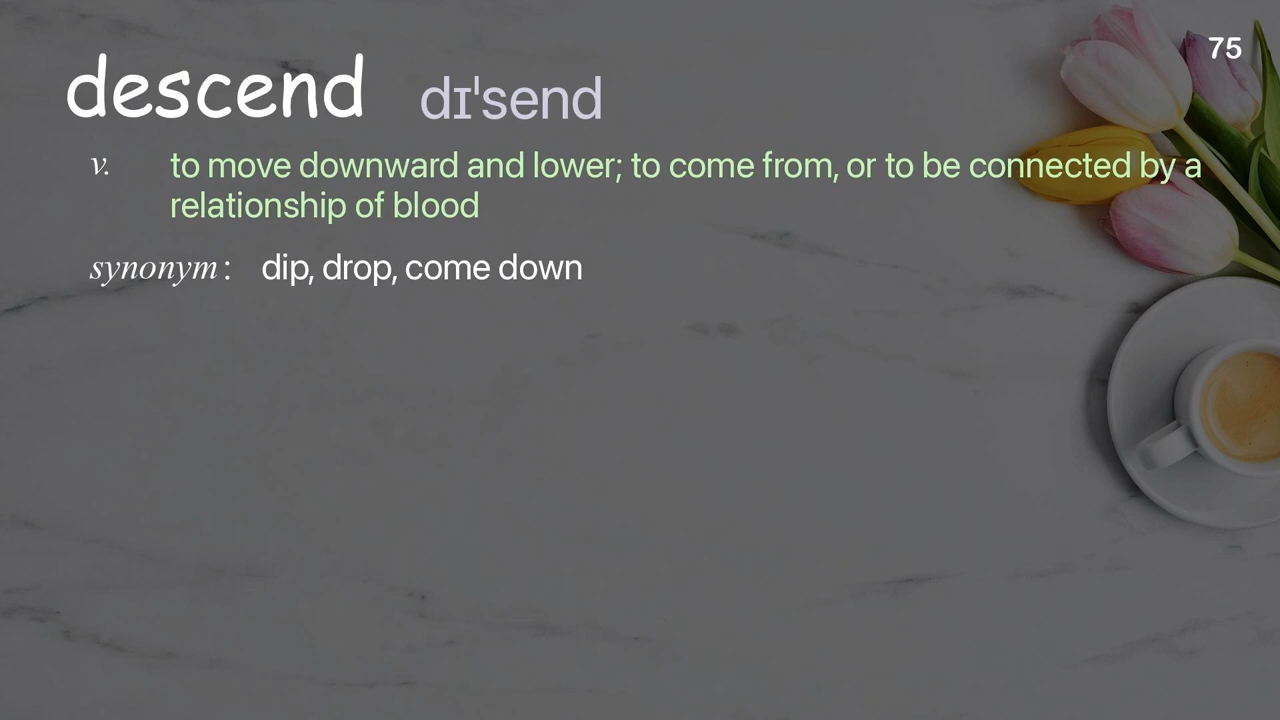 75
descend dɪˈsend
v. to move downward and lower; to come from, or to be connected by a
relationship of blood
synonym: dip, drop, come down